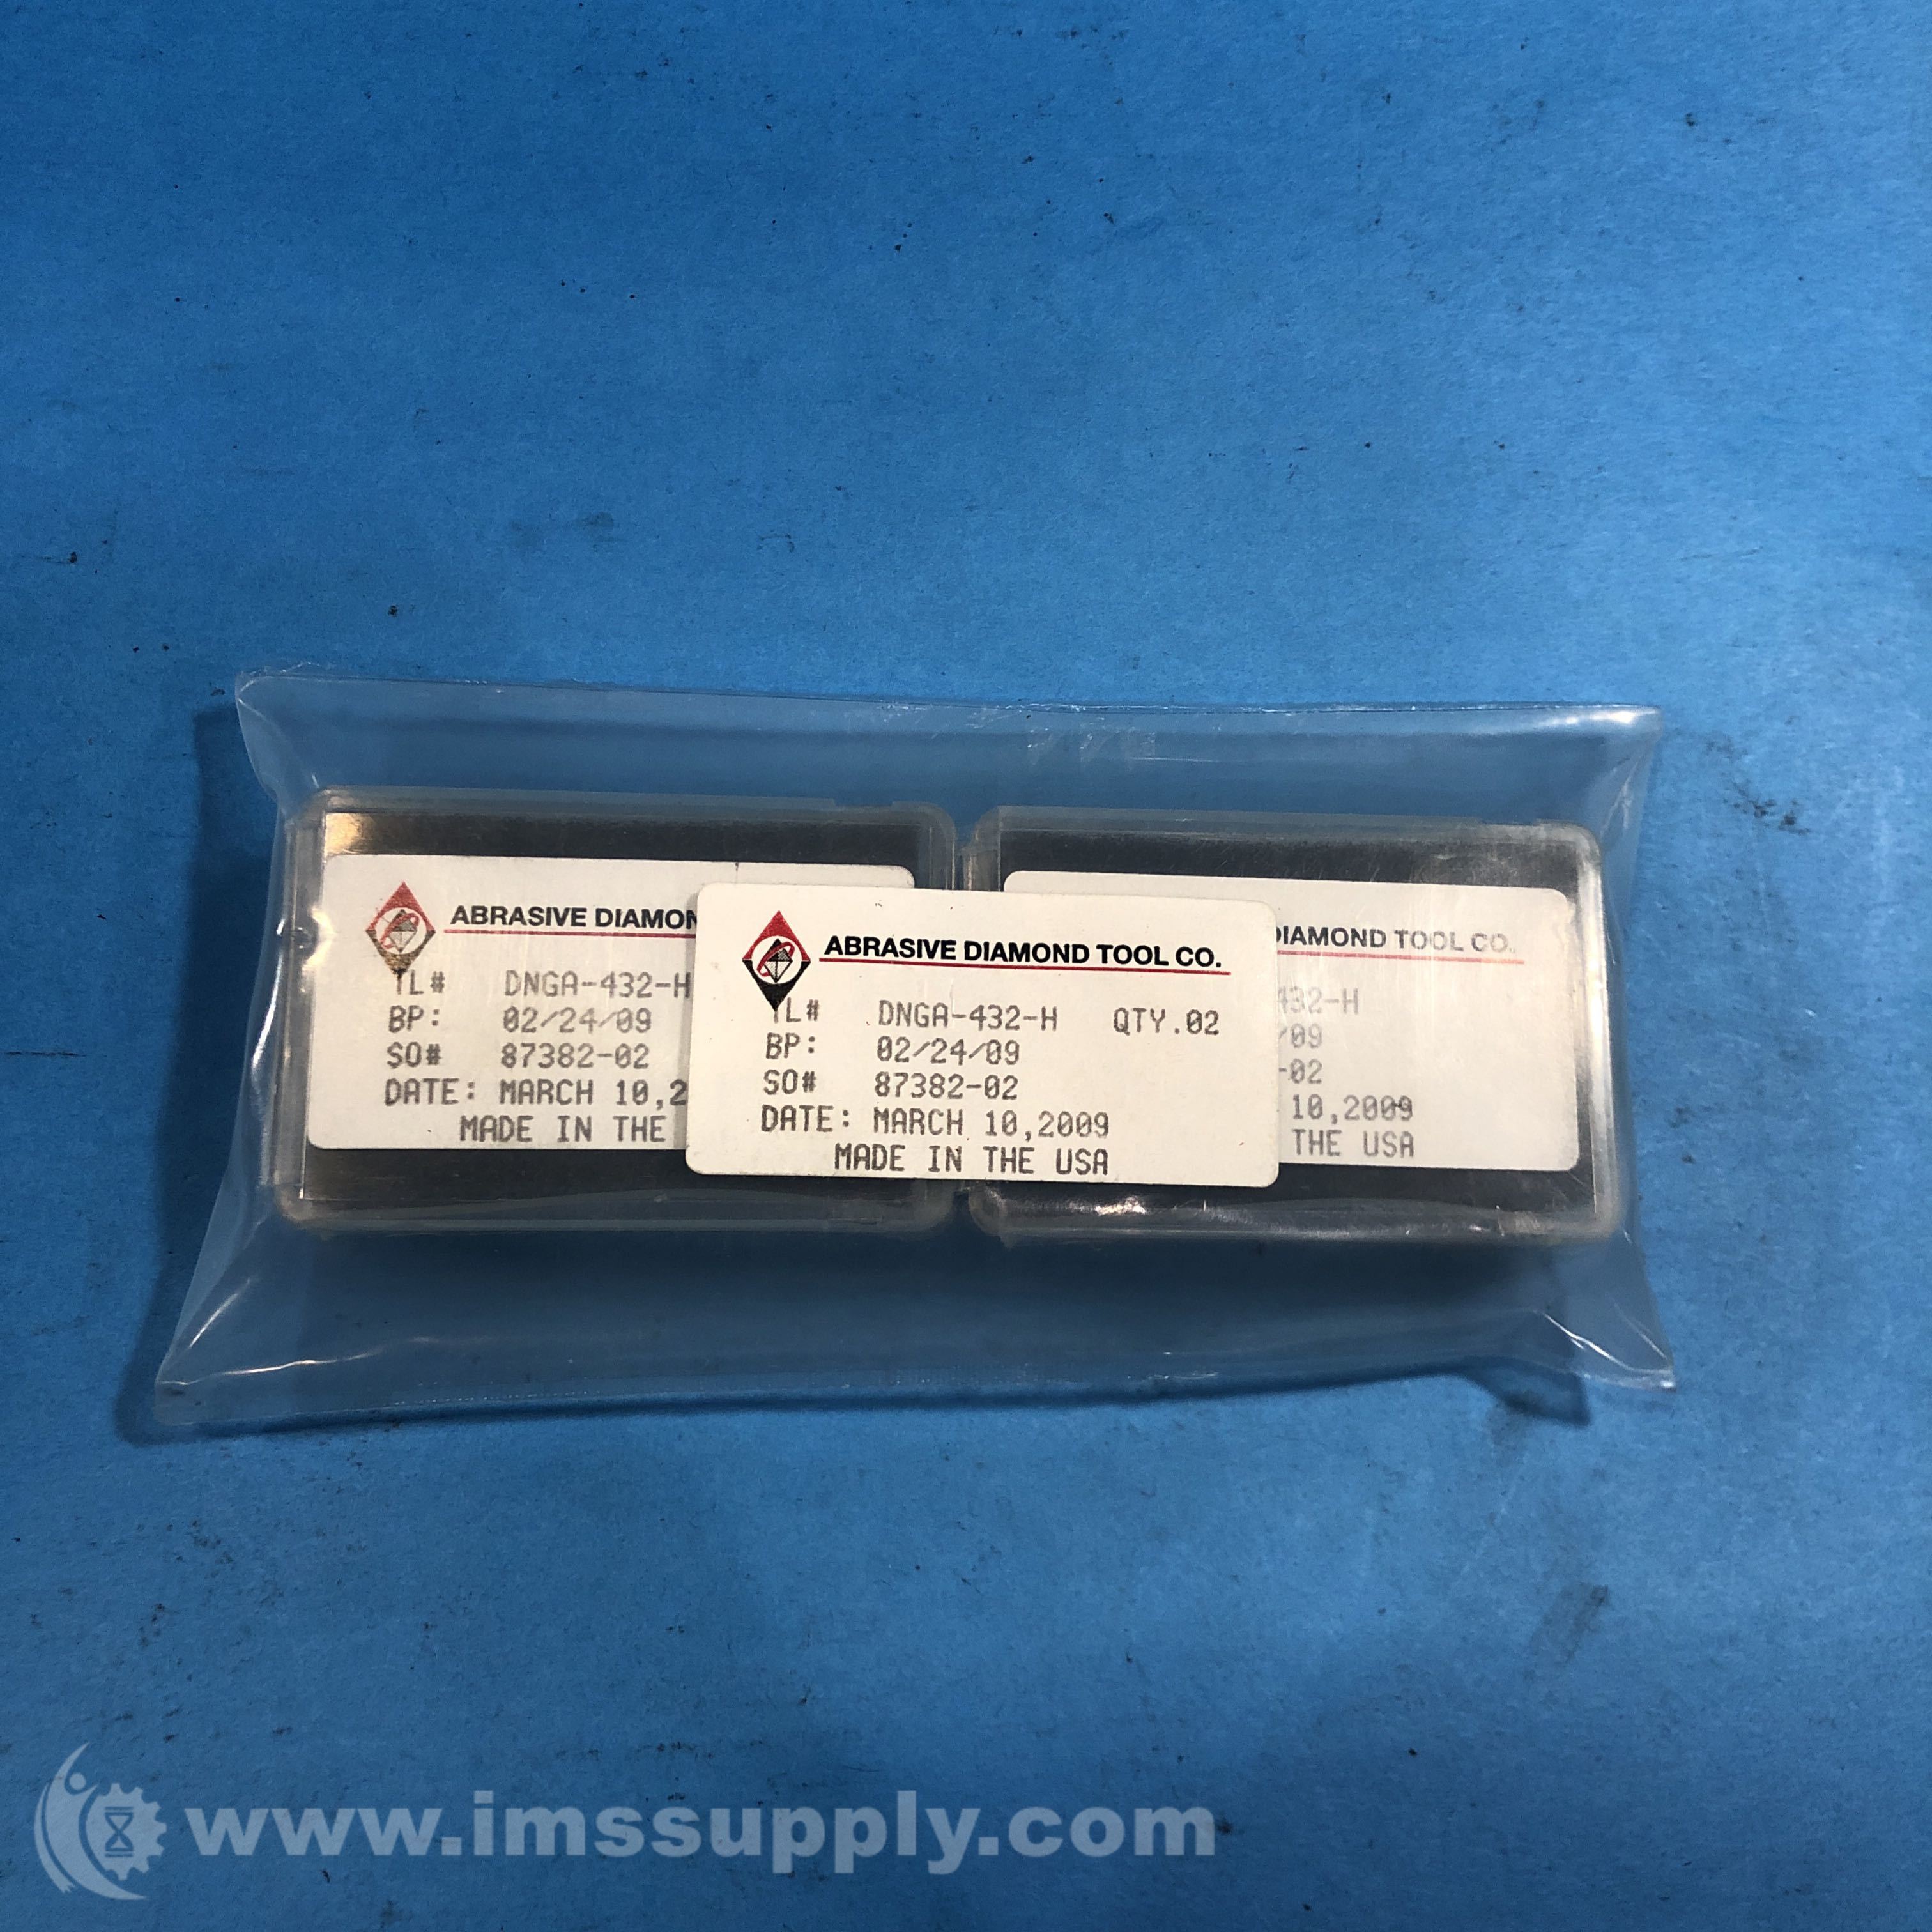 ABRASIVE DIAMON
TL# DNGA-432-H
BP: 02/24/09
SO# 87382-02
DATE: MARCH 10,2
MADE IN THE
ABRASIVE DIAMOND TOOL CO.
TL# DNGA-432-H QTY.02
BP: 02/24/09
SO# 87382-02
DATE: MARCH 10,2009
MADE IN THE USA
DIAMOND TOOL CO.
432-H
/09
-02
10,2009
THE USA
www.imssupply.com